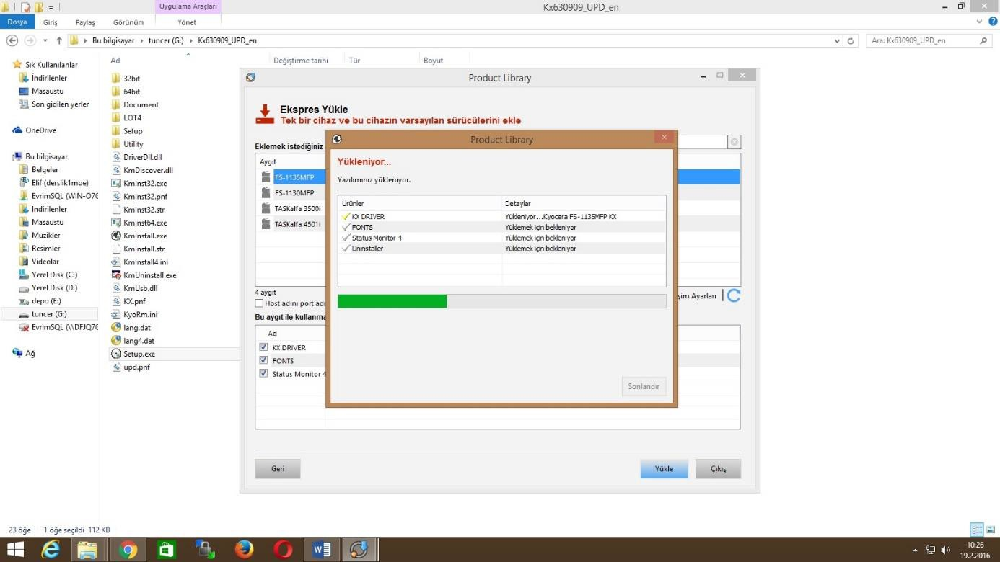 Uygulama Araçları
Kx630909_UPD_en
Dosya
Giriş
Paylaş
Görünüm
Yönet
Bu bilgisayar
tuncer (G:)
Kx630909_UPD_en
Ara: Kx630909_UPD_en
Sık Kullanılanlar
İndirilenler
Masaüstü
Son gidilen yerler
OneDrive
Bu bilgisayar
Belgeler
Elif (derslik1moe)
EvrimSQL (WIN-O7G
İndirilenler
Masaüstü
Müzikler
Resimler
Videolar
Yerel Disk (C:)
Yerel Disk (D:)
depo (E:)
tuncer (G:)
EvrimSQL (\\DFJQ7G
Ağ
Ad
Değiştirme tarihi
Tür
Boyut
32bit
64bit
Document
LOT4
Setup
Utility
DriverDll.dll
KmDiscover.dll
KmInst32.exe
KmInst32.pnf
KmInst32.str
KmInst64.exe
KmInstall.exe
KmInstall.str
KmInstall4.ini
KmUninstall.exe
KmUsb.dll
KX.pnf
KyoRm.ini
lang.dat
lang4.dat
Setup.exe
upd.pnf
Product Library
Ekspres Yükle
Tek bir cihaz ve bu cihazın varsayılan sürücülerini ekle
Eklemek istediğiniz
Aygıt
FS-1135MFP
FS-1130MFP
TASKalfa 3500i
TASKalfa 4501i
4 aygıt
Host adını port adı
şim Ayarları
Bu aygıt ile kullanma
Ad
KX DRIVER
FONTS
Status Monitor 4
Geri
Yükle
Çıkış
Product Library
Yükleniyor...
Yazılımınız yükleniyor.
Ürünler
Detaylar
KX DRIVER
Yükleniyor...Kyocera FS-1135MFP KX
FONTS
Yüklemek için bekleniyor
Status Monitor 4
Yüklemek için bekleniyor
Uninstaller
Yüklemek için bekleniyor
Sonlandır
23 öğe
1 öğe seçildi 112 KB
10:26
19.2.2016